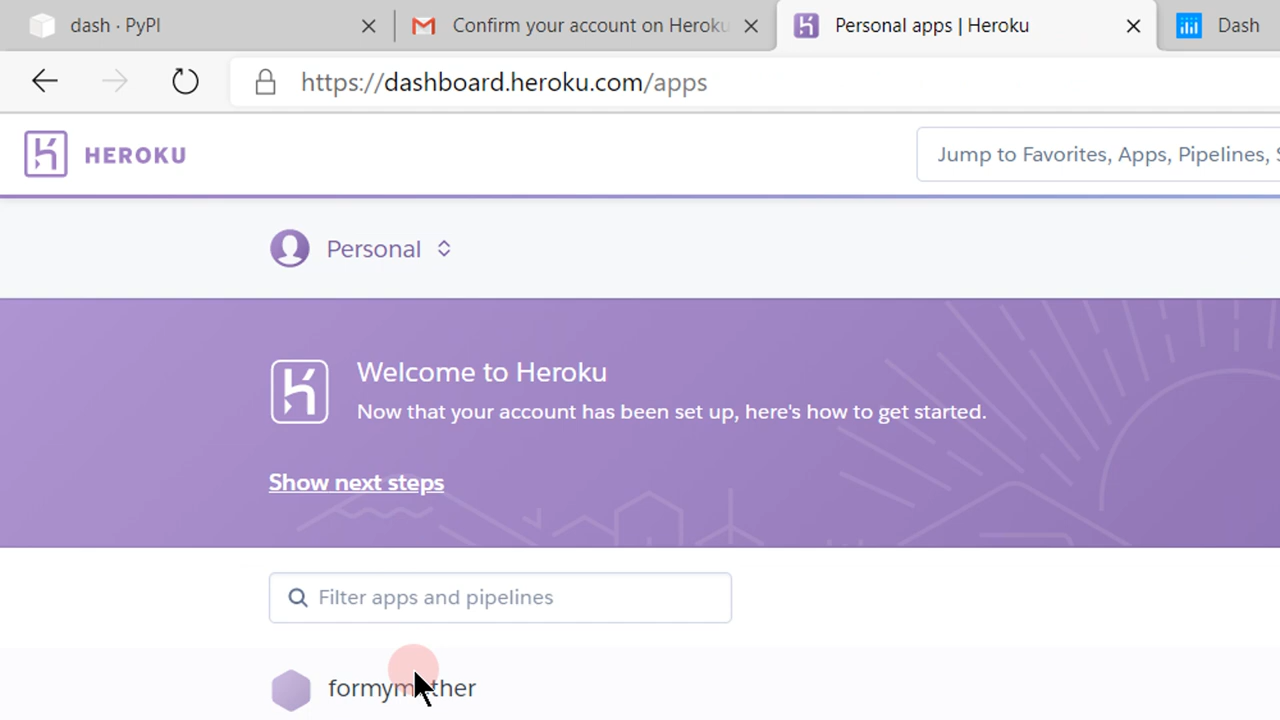 dash · PyPI
Confirm your account on Heroku
Personal apps | Heroku
Dash
https://dashboard.heroku.com/apps
HEROKU
Jump to Favorites, Apps, Pipelines,
Personal
Welcome to Heroku
Now that your account has been set up, here's how to get started.
Show next steps
Filter apps and pipelines